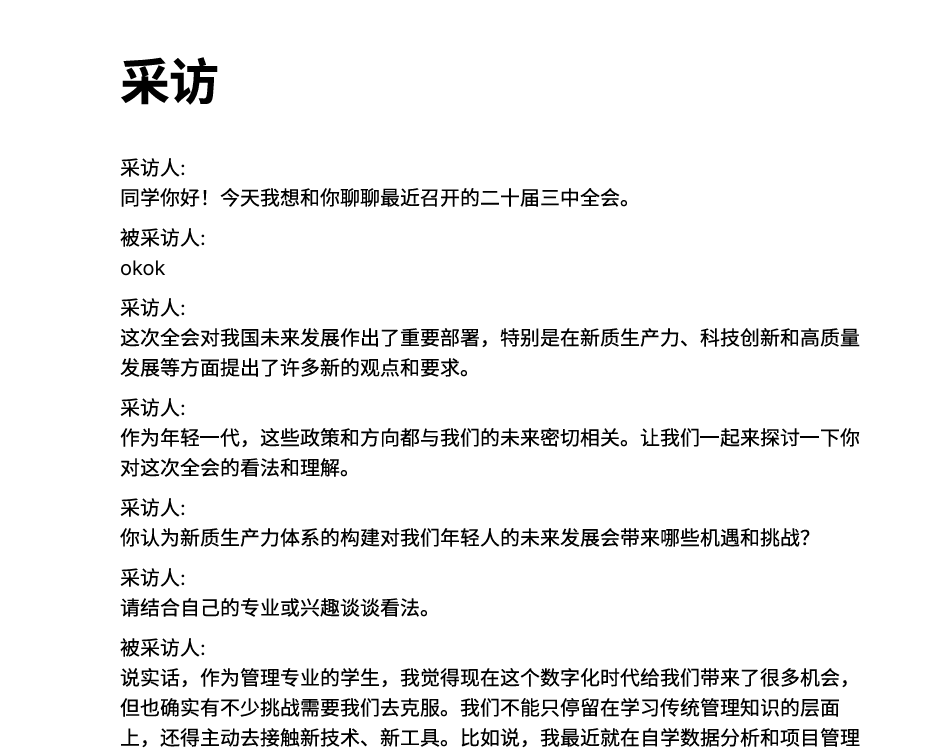 采访
采访人:
同学你好！今天我想和你聊聊最近召开的二十届三中全会。
被采访人:
okok
采访人:
这次全会对我国未来发展作出了重要部署，特别是在新质生产力、科技创新和高质量
发展等方面提出了许多新的观点和要求。
采访人:
作为年轻一代，这些政策和方向都与我们的未来密切相关。让我们一起来探讨一下你
对这次全会的看法和理解。
采访人:
你认为新质生产力体系的构建对我们年轻人的未来发展会带来哪些机遇和挑战？
采访人:
请结合自己的专业或兴趣谈谈看法。
被采访人:
说实话，作为管理专业的学生，我觉得现在这个数字化时代给我们带来了很多机会，
但也确实有不少挑战需要我们去克服。我们不能只停留在学习传统管理知识的层面
上，还得主动去接触新技术、新工具。比如说，我最近就在自学数据分析和项目管理